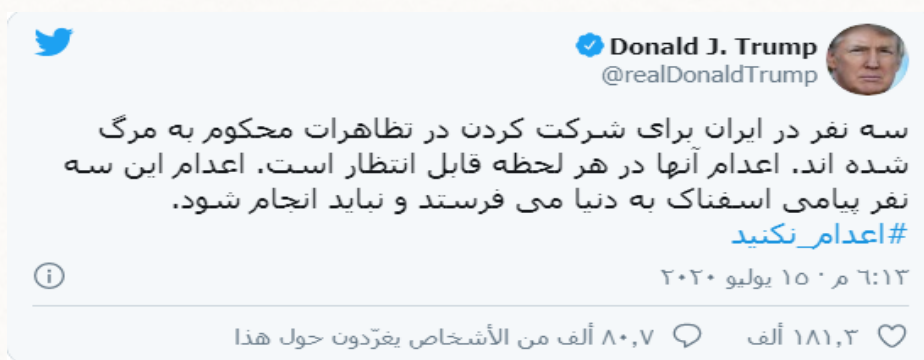 Donald J. Trump
@realDonaldTrump
سه نفر در ایران برای شرکت کردن در تظاهرات محکوم به مرگ
شده اند. اعدام آنها در هر لحظه قابل انتظار است. اعدام این سه
نفر پیامی اسفناک به دنیا می فرستد و نباید انجام شود.
#اعدام_نکنید
٦:١٣ م · ١٥ يوليو ٢٠٢٠
١٨١,٣ ألف ٨٠,٧ ألف من الأشخاص يغرّدون حول هذا